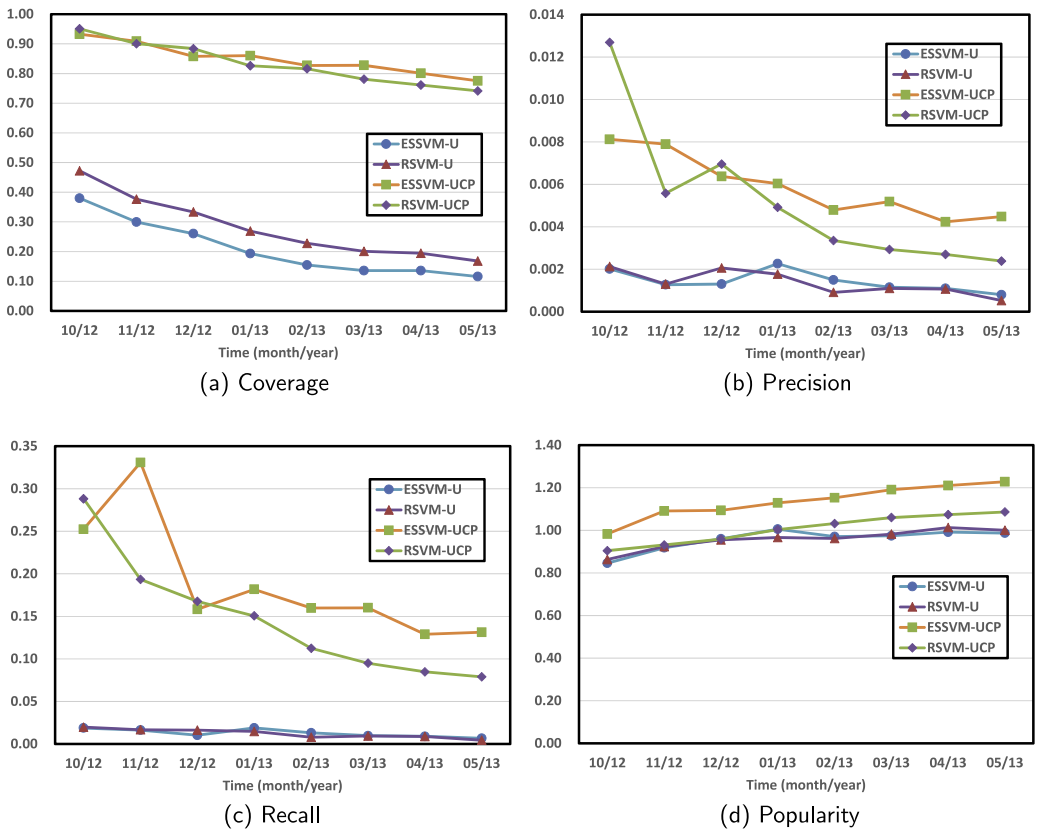 1.00
0.90
0.80
0.70
0.60
0.50
0.40
0.30
0.20
0.10
0.00
ESSVM-U
RSVM-U
ESSVM-UCP
RSVM-UCP
10/12 11/12 12/12 01/13 02/13 03/13 04/13 05/13
Time (month/year)
(a) Coverage
0.014
0.012
0.010
0.008
0.006
0.004
0.002
0.000
ESSVM-U
RSVM-U
ESSVM-UCP
RSVM-UCP
10/12 11/12 12/12 01/13 02/13 03/13 04/13 05/13
Time (month/year)
(b) Precision
0.35
0.30
0.25
0.20
0.15
0.10
0.05
0.00
ESSVM-U
RSVM-U
ESSVM-UCP
RSVM-UCP
10/12 11/12 12/12 01/13 02/13 03/13 04/13 05/13
Time (month/year)
(c) Recall
1.40
1.20
1.00
0.80
0.60
0.40
0.20
0.00
ESSVM-U
RSVM-U
ESSVM-UCP
RSVM-UCP
10/12 11/12 12/12 01/13 02/13 03/13 04/13 05/13
Time (month/year)
(d) Popularity